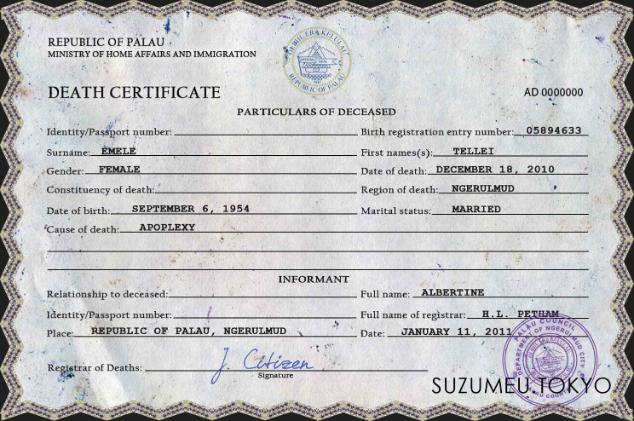 REPUBLIC OF PALAU
MINISTRY OF HOME AFFAIRS AND IMMIGRATION
DEATH CERTIFICATE
AD 0000000
PARTICULARS OF DECEASED
Identity/Passport number: Birth registration entry number: 05894633
Surname: EMELE First names(s): TELLEI
Gender: FEMALE Date of death: DECEMBER 18, 2010
Constituency of death: Region of death: NGERULMUD
Date of birth: SEPTEMBER 6, 1954 Marital status: MARRIED
Cause of death: APOPLEXY
INFORMANT
Relationship to deceased: Full name: ALBERTINE
Identity/Passport number: Full name of registrar: H.L. PETHAM
Place: REPUBLIC OF PALAU, NGERULMUD Date: JANUARY 11, 2011
Registrar of Deaths: J. Citizen
Signature
PALAU COUNCIL
DEPARTMENT OF NGERULMUD CITY
REPUBLIC OF PALAU
SUZUMEU.TOKYO